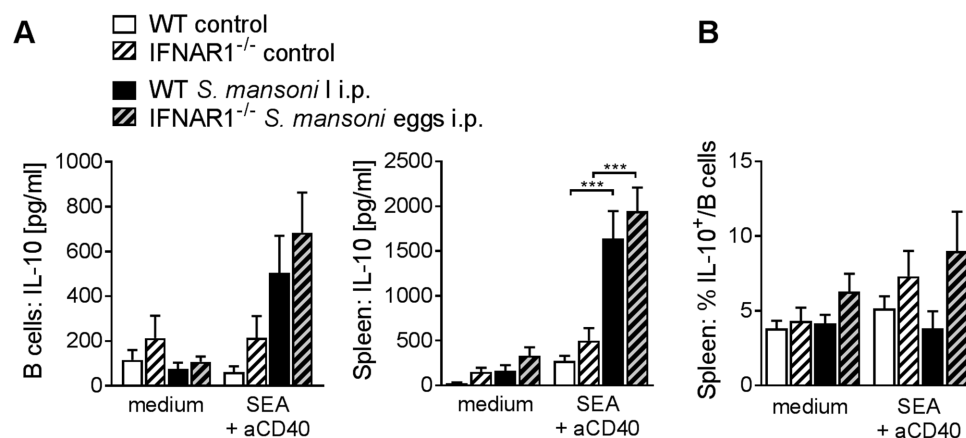 A
WT control
IFNAR1-/- control
WT S. mansoni l i.p.
IFNAR1-/- S. mansoni eggs i.p.
B cells: IL-10 [pg/ml]
1000
800
600
400
200
0
medium
SEA
+ aCD40
Spleen: IL-10 [pg/ml]
2500
2000
1500
1000
500
0
***
***
medium
SEA
+ aCD40
B
Spleen: % IL-10+/B cells
15
10
5
0
medium
SEA
+ aCD40